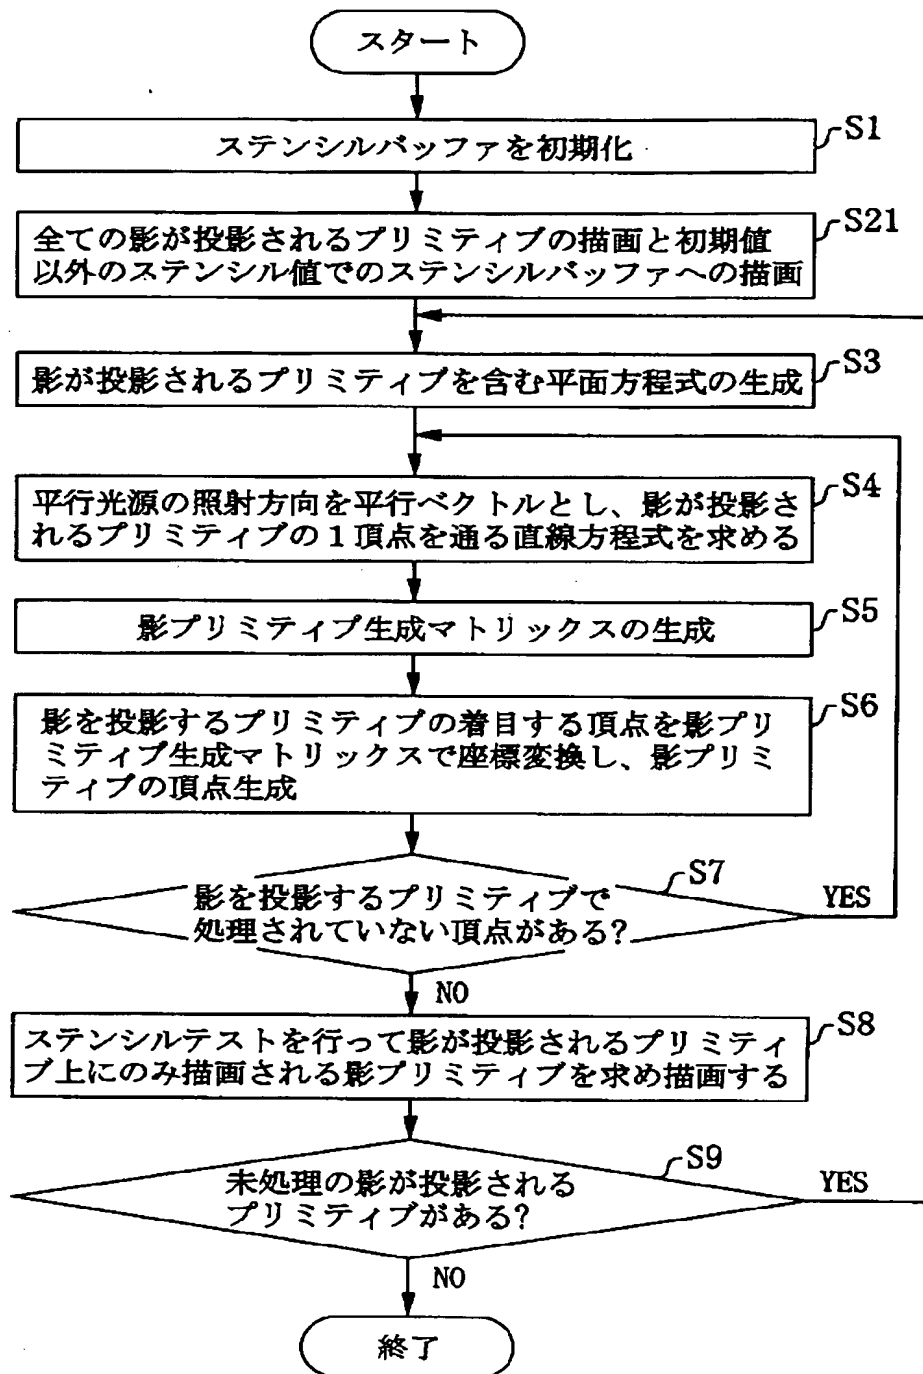 スタート
S1
ステンシルバッファを初期化
S21
全ての影が投影されるプリミティブの描画と初期値
以外のステンシル値でのステンシルバッファへの描画
S3
影が投影されるプリミティブを含む平面方程式の生成
S4
平行光源の照射方向を平行ベクトルとし、影が投影さ
れるプリミティブの1頂点を通る直線方程式を求める
S5
影プリミティブ生成マトリックスの生成
S6
影を投影するプリミティブの着目する頂点を影プリ
ミティブ生成マトリックスで座標変換し、影プリミ
ティブの頂点生成
S7
影を投影するプリミティブで
処理されていない頂点がある?
YES
NO
S8
ステンシルテストを行って影が投影されるプリミティ
ブ上にのみ描画される影プリミティブを求め描画する
S9
未処理の影が投影される
プリミティブがある?
YES
NO
終了